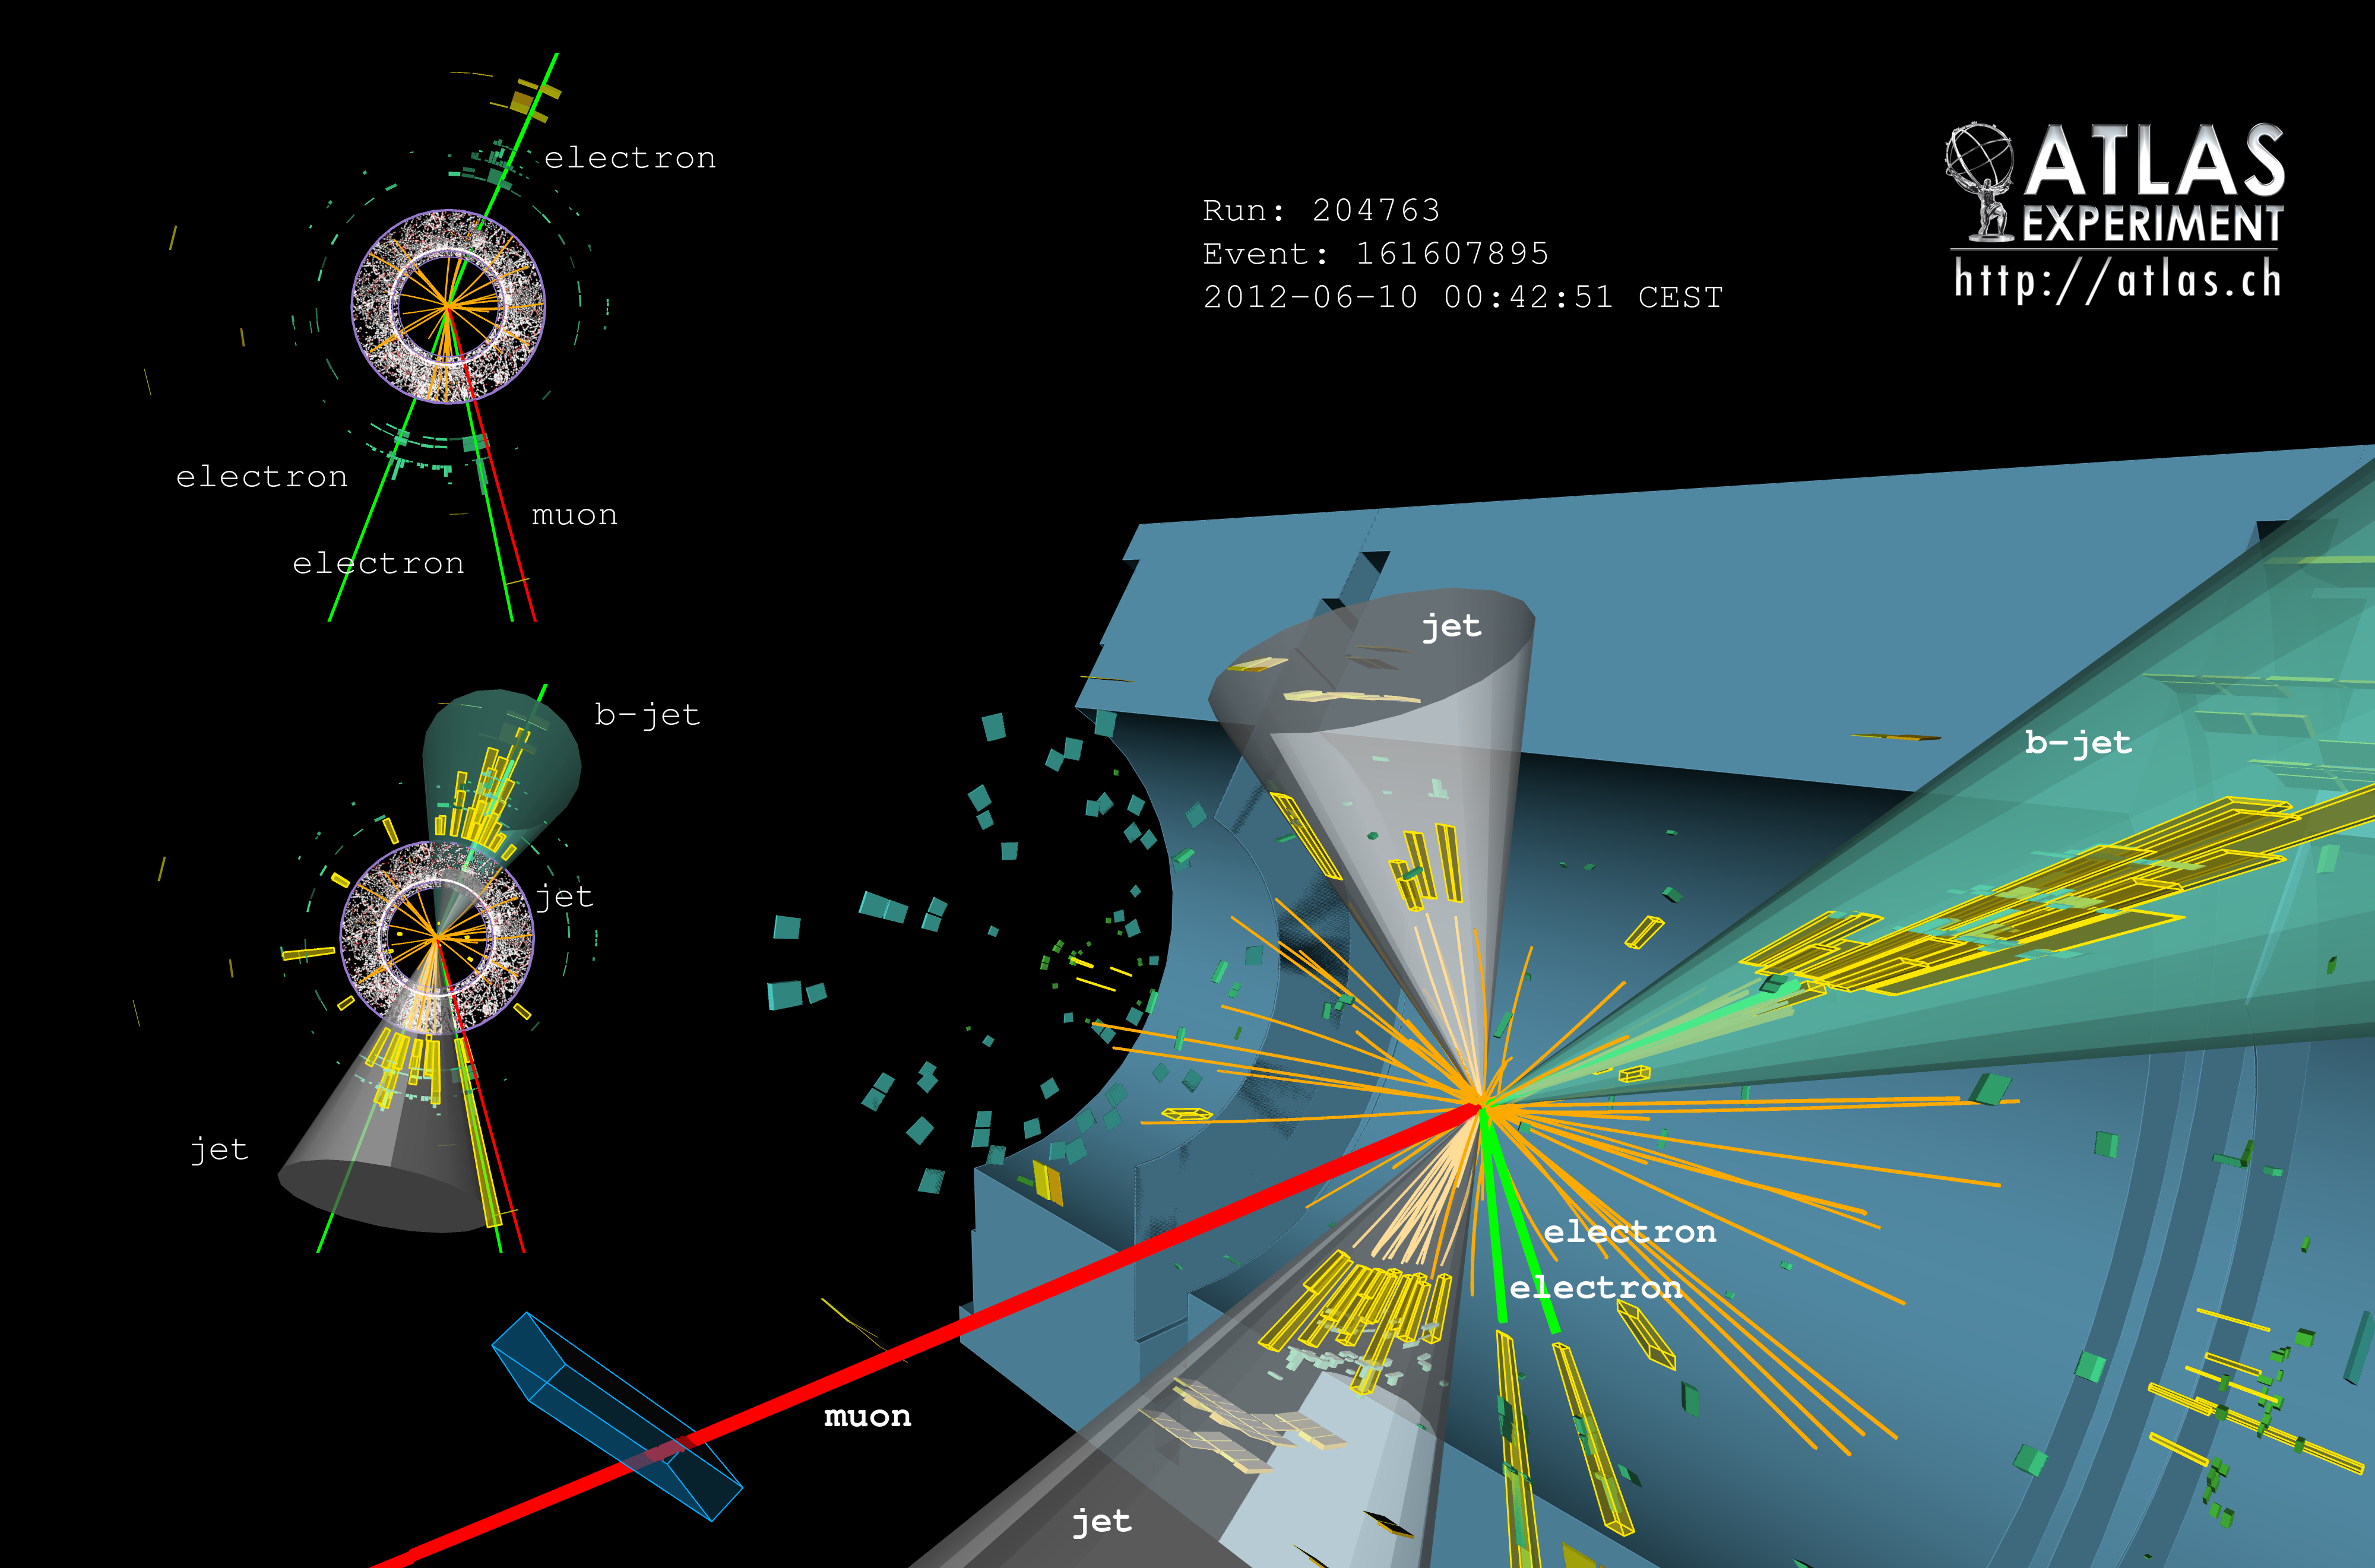 electron
electron
muon
electron
Run: 204763
Event: 161607895
2012-06-10 00:42:51 CEST
ATLAS
EXPERIMENT
http://atlas.ch
b-jet
jet
jet
jet
b-jet
electron
electron
muon
jet